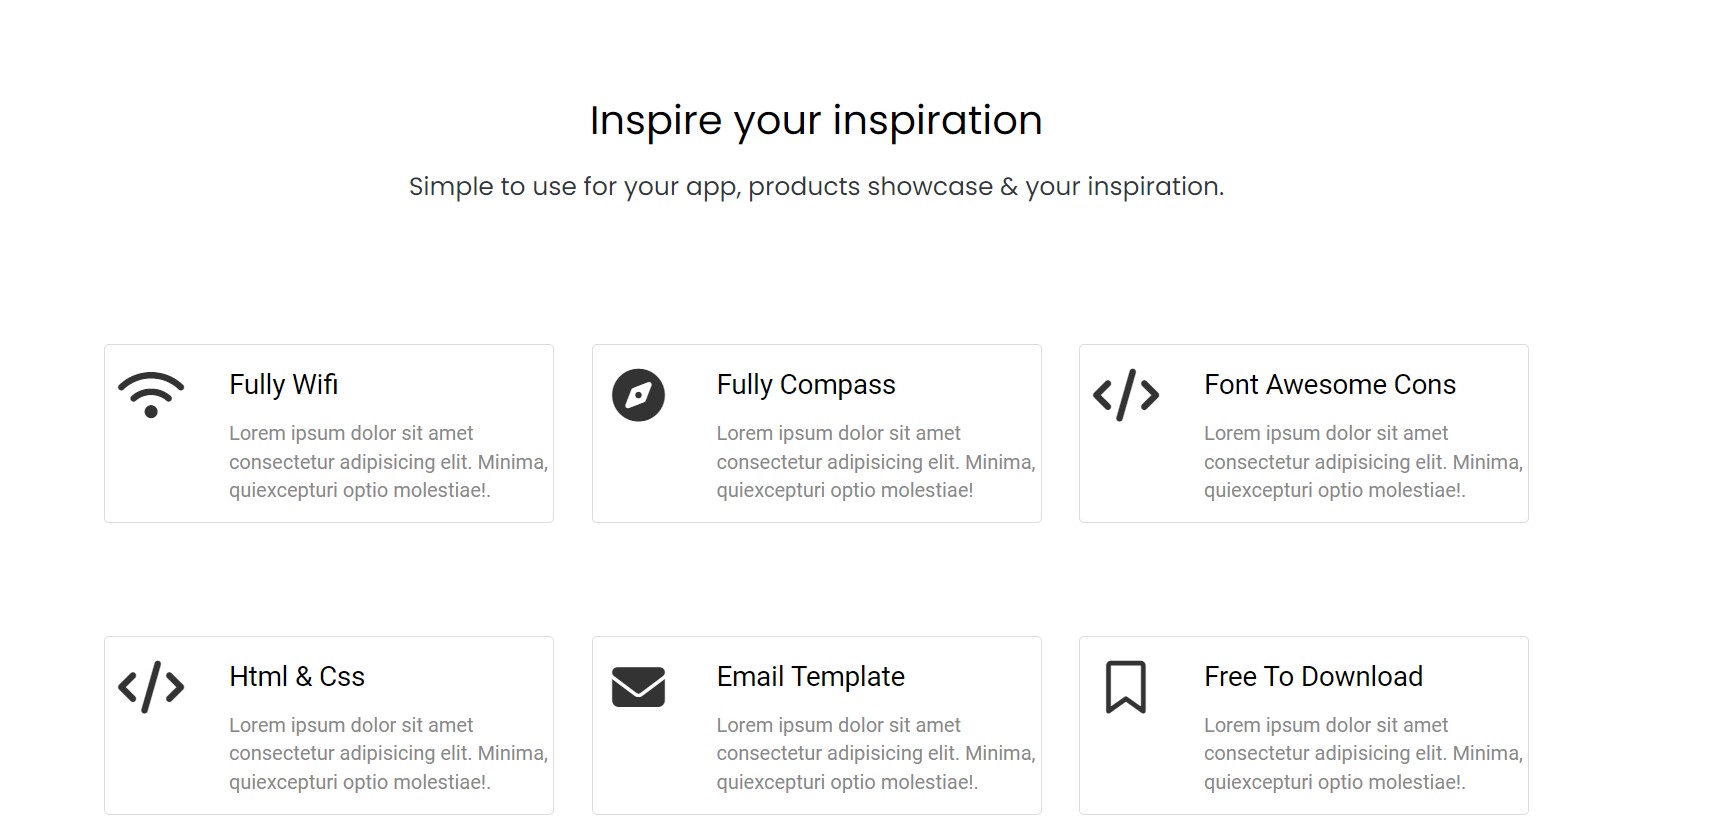 Inspire your inspiration
Simple to use for your app, products showcase & your inspiration.
Fully Wifi
Lorem ipsum dolor sit amet
consectetur adipisicing elit. Minima,
quiexcepturi optio molestiae!.
Fully Compass
Lorem ipsum dolor sit amet
consectetur adipisicing elit. Minima,
quiexcepturi optio molestiae!
Font Awesome Cons
Lorem ipsum dolor sit amet
consectetur adipisicing elit. Minima,
quiexcepturi optio molestiae!.
Html & Css
Lorem ipsum dolor sit amet
consectetur adipisicing elit. Minima,
quiexcepturi optio molestiae!.
Email Template
Lorem ipsum dolor sit amet
consectetur adipisicing elit. Minima,
quiexcepturi optio molestiae!.
Free To Download
Lorem ipsum dolor sit amet
consectetur adipisicing elit. Minima,
quiexcepturi optio molestiae!.